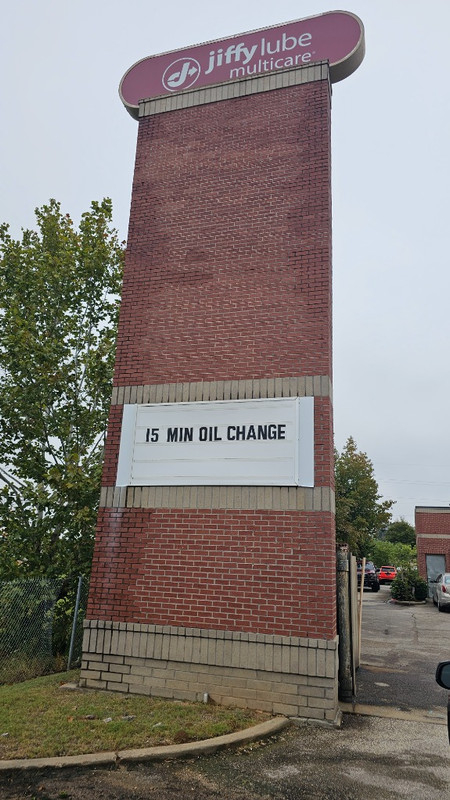 jiffy lube
multicare
15 MIN OIL CHANGE